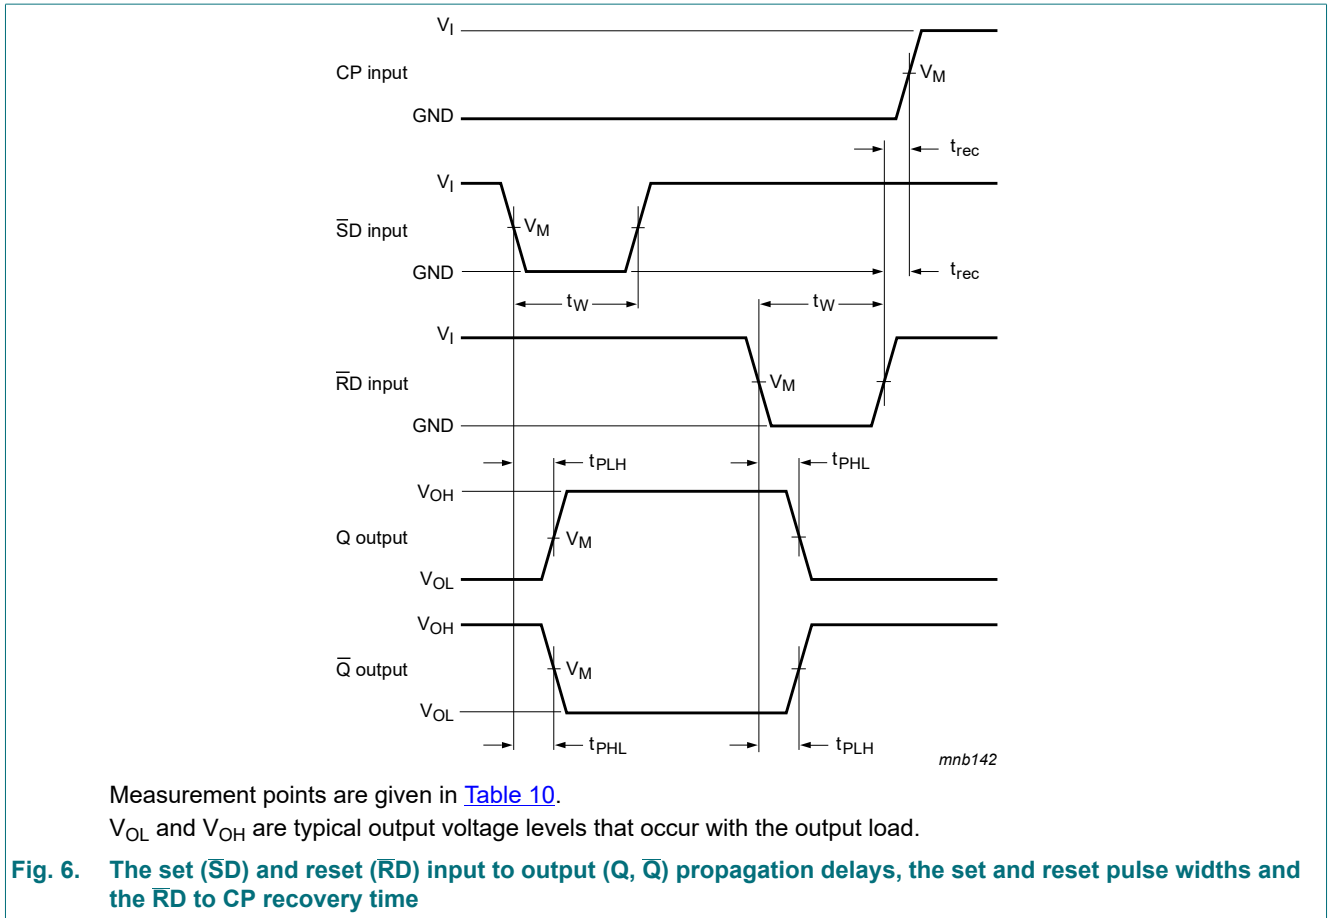 V_I
CP input
V_M
GND
t_rec
V_I
S̅D input
V_M
GND
t_rec
t_W
t_W
V_I
R̅D input
V_M
GND
t_PLH
t_PHL
V_OH
Q output
V_M
V_OL
V_OH
Q̅ output
V_M
V_OL
t_PHL
t_PLH
mnb142
Measurement points are given in Table 10.
V_OL and V_OH are typical output voltage levels that occur with the output load.
Fig. 6. The set (S̅D) and reset (R̅D) input to output (Q, Q̅) propagation delays, the set and reset pulse widths and
the R̅D to CP recovery time